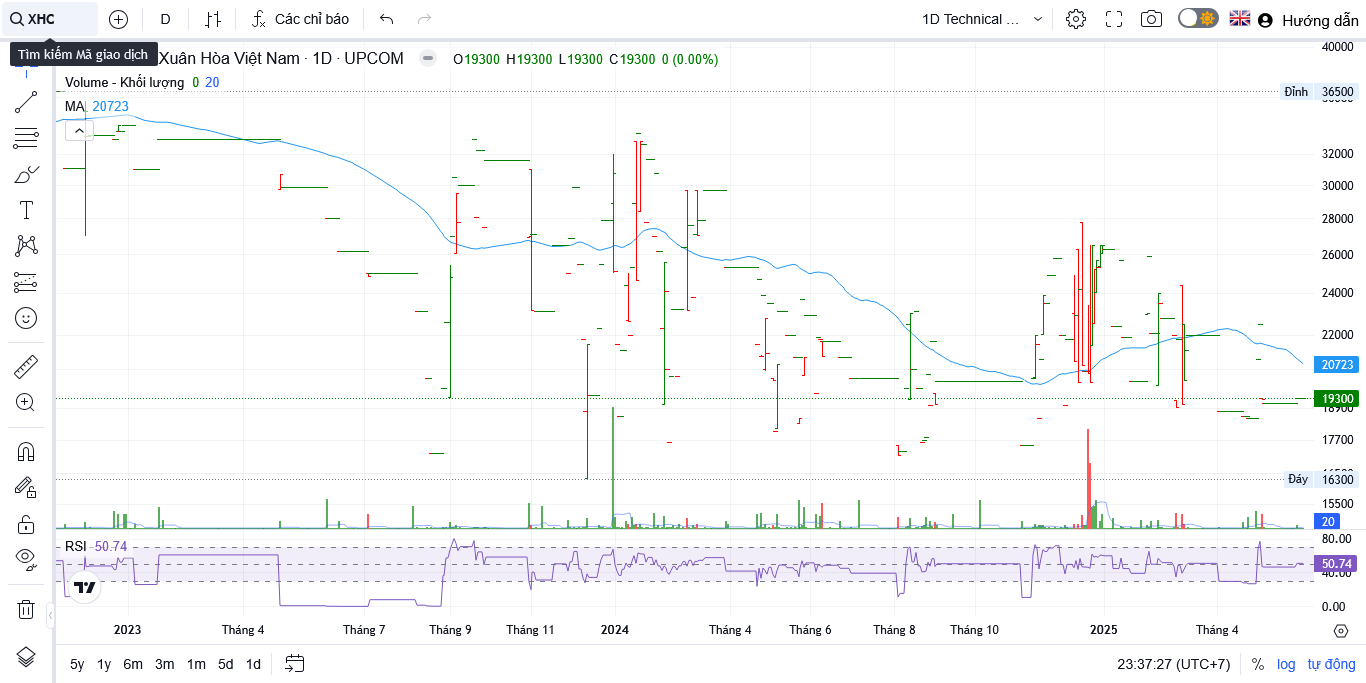 XHC
D
Các chỉ báo
1D Technical ...
Hướng dẫn
Tìm kiếm Mã giao dịch
Xuân Hòa Việt Nam · 1D · UPCOM
O19300 H19300 L19300 C19300 0 (0.00%)
Volume - Khối lượng 0 20
MA 20723
40000
Đỉnh 36500
32000
30000
28000
26000
24000
22000
20723
19300
18900
17700
Đáy 16300
15500
20
RSI 50.74
80.00
50.74
40.00
0.00
2023 Tháng 4 Tháng 7 Tháng 9 Tháng 11 2024 Tháng 4 Tháng 6 Tháng 8 Tháng 10 2025 Tháng 4
5y 1y 6m 3m 1m 5d 1d
23:37:27 (UTC+7) % log tự động